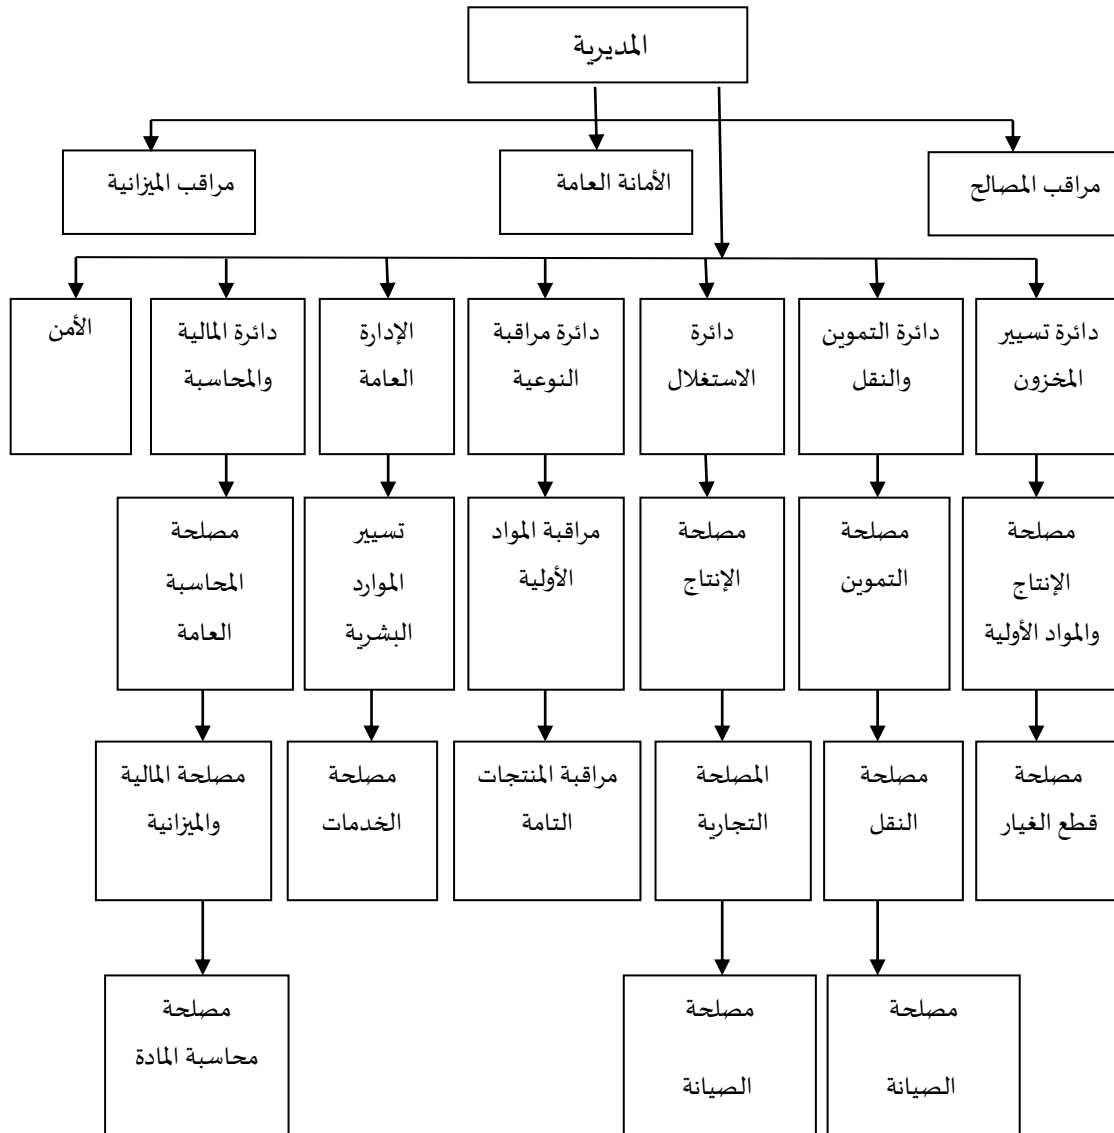 المديرية
مراقب المصالح
الأمانة العامة
مراقب الميزانية
دائرة تسيير
المخزون
دائرة التموين
والنقل
دائرة
الاستغلال
دائرة مراقبة
النوعية
الإدارة
العامة
دائرة المالية
والمحاسبة
الأمن
مصلحة
الإنتاج
والمواد الأولية
مصلحة
التموين
مصلحة
الإنتاج
مراقبة المواد
الأولية
تسيير
الموارد
البشرية
مصلحة
المحاسبة
العامة
مصلحة
قطع الغيار
مصلحة
النقل
المصلحة
التجارية
مراقبة المنتجات
التامة
مصلحة
الخدمات
مصلحة المالية
والميزانية
مصلحة
الصيانة
مصلحة
الصيانة
مصلحة
محاسبة المادة